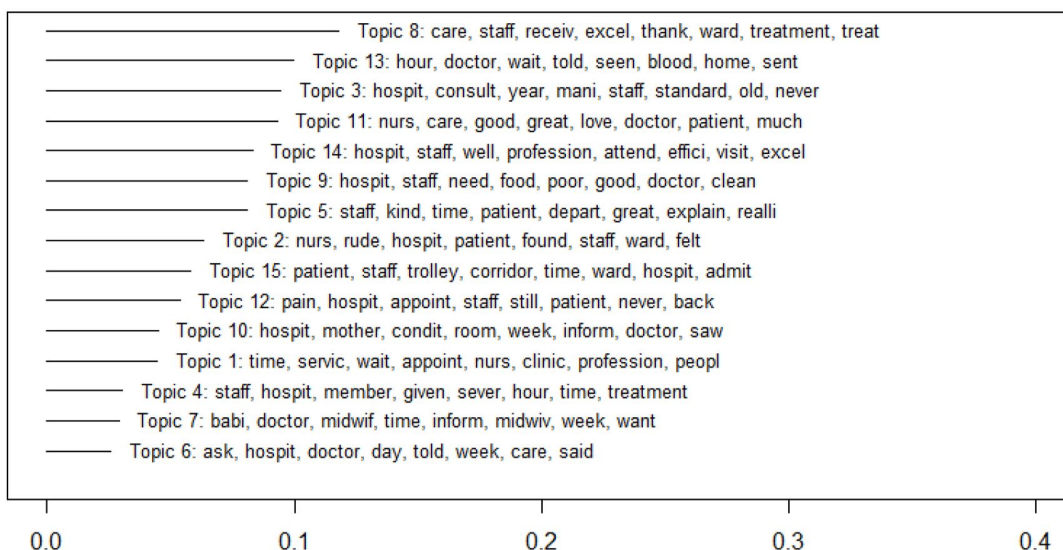 Topic 8: care, staff, receiv, excel, thank, ward, treatment, treat
Topic 13: hour, doctor, wait, told, seen, blood, home, sent
Topic 3: hospit, consult, year, mani, staff, standard, old, never
Topic 11: nurs, care, good, great, love, doctor, patient, much
Topic 14: hospit, staff, well, profession, attend, effici, visit, excel
Topic 9: hospit, staff, need, food, poor, good, doctor, clean
Topic 5: staff, kind, time, patient, depart, great, explain, realli
Topic 2: nurs, rude, hospit, patient, found, staff, ward, felt
Topic 15: patient, staff, trolley, corridor, time, ward, hospit, admit
Topic 12: pain, hospit, appoint, staff, still, patient, never, back
Topic 10: hospit, mother, condit, room, week, inform, doctor, saw
Topic 1: time, servic, wait, appoint, nurs, clinic, profession, peopl
Topic 4: staff, hospit, member, given, sever, hour, time, treatment
Topic 7: babi, doctor, midwif, time, inform, midwiv, week, want
Topic 6: ask, hospit, doctor, day, told, week, care, said
0.0 0.1 0.2 0.3 0.4